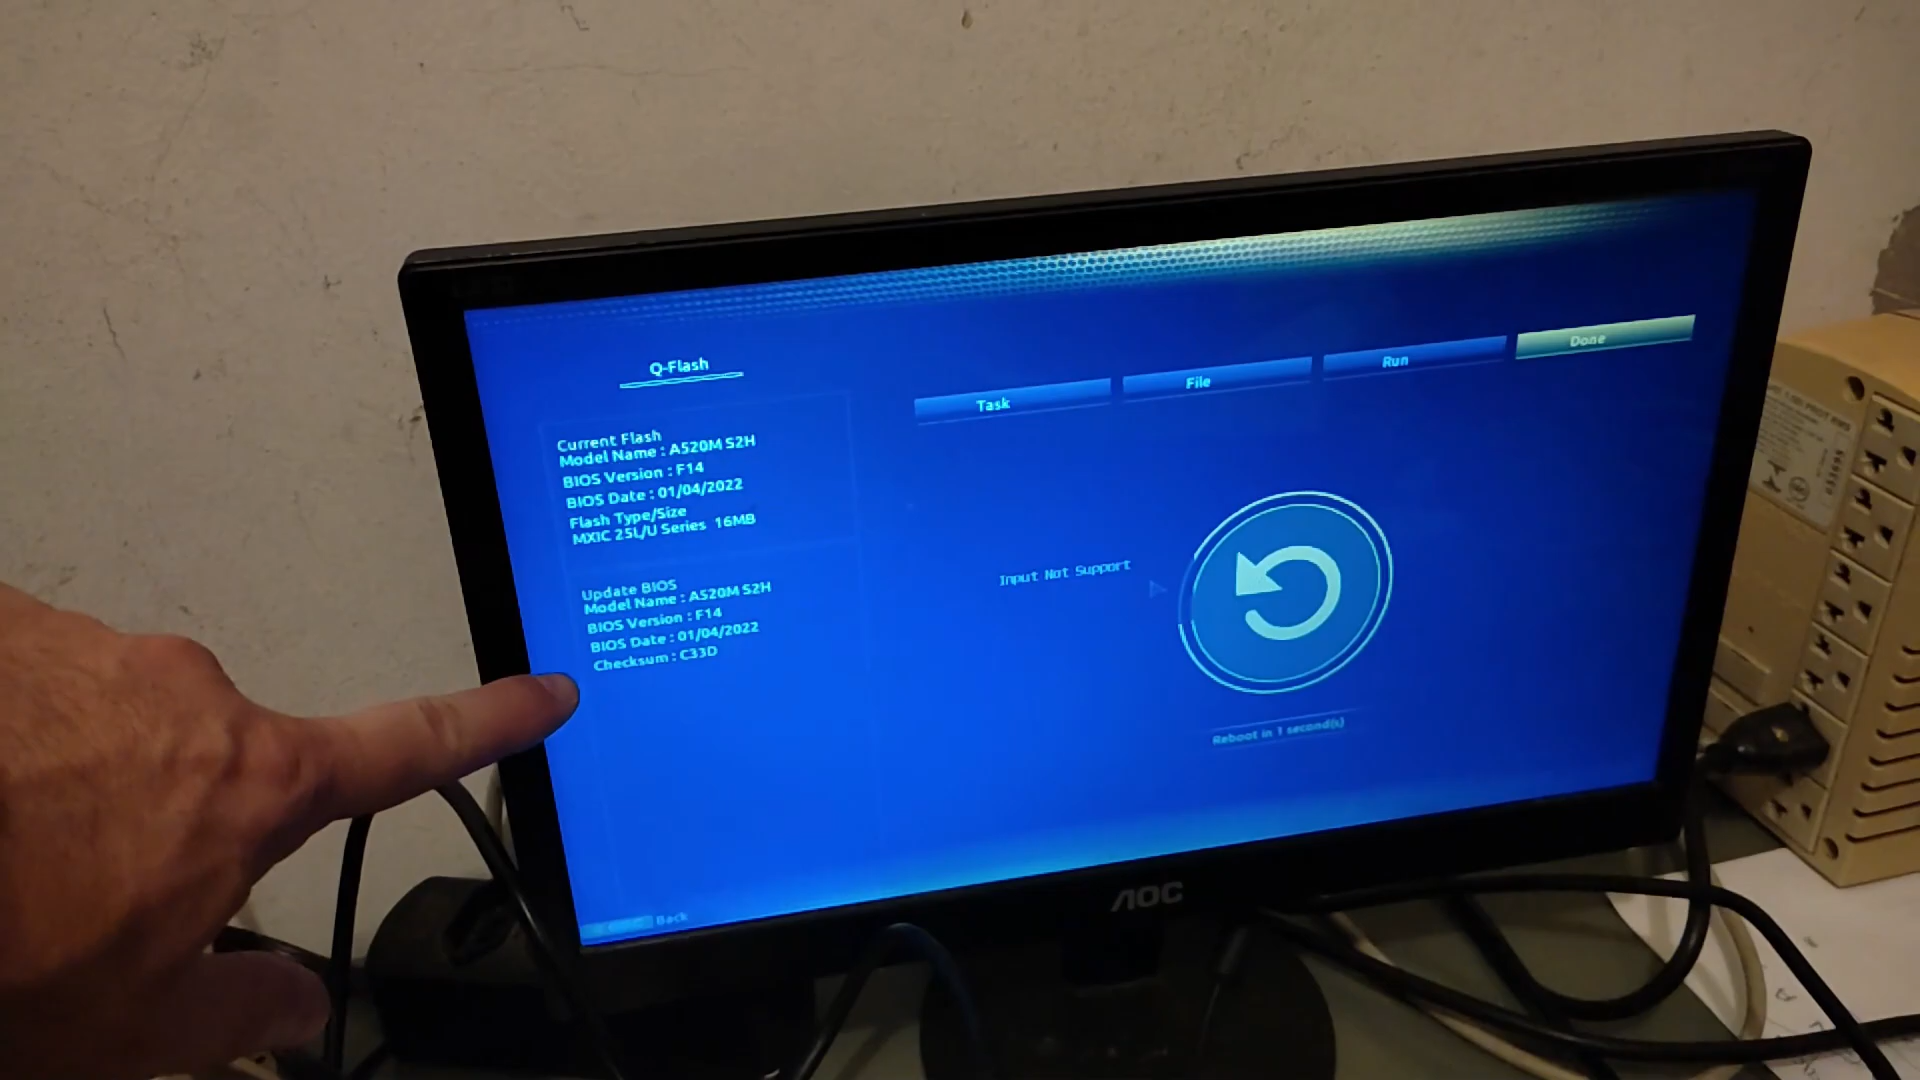 Q-Flash
Task
File
Run
Done
Current Flash
Model Name : A520M S2H
BIOS Version : F14
BIOS Date : 01/04/2022
Flash Type/Size
MXIC 25L/U Series 16MB
Update BIOS
Model Name : A520M S2H
BIOS Version : F14
BIOS Date : 01/04/2022
Checksum : C33D
Input Not Support
Reboot in 1 second(s)
Back
AOC